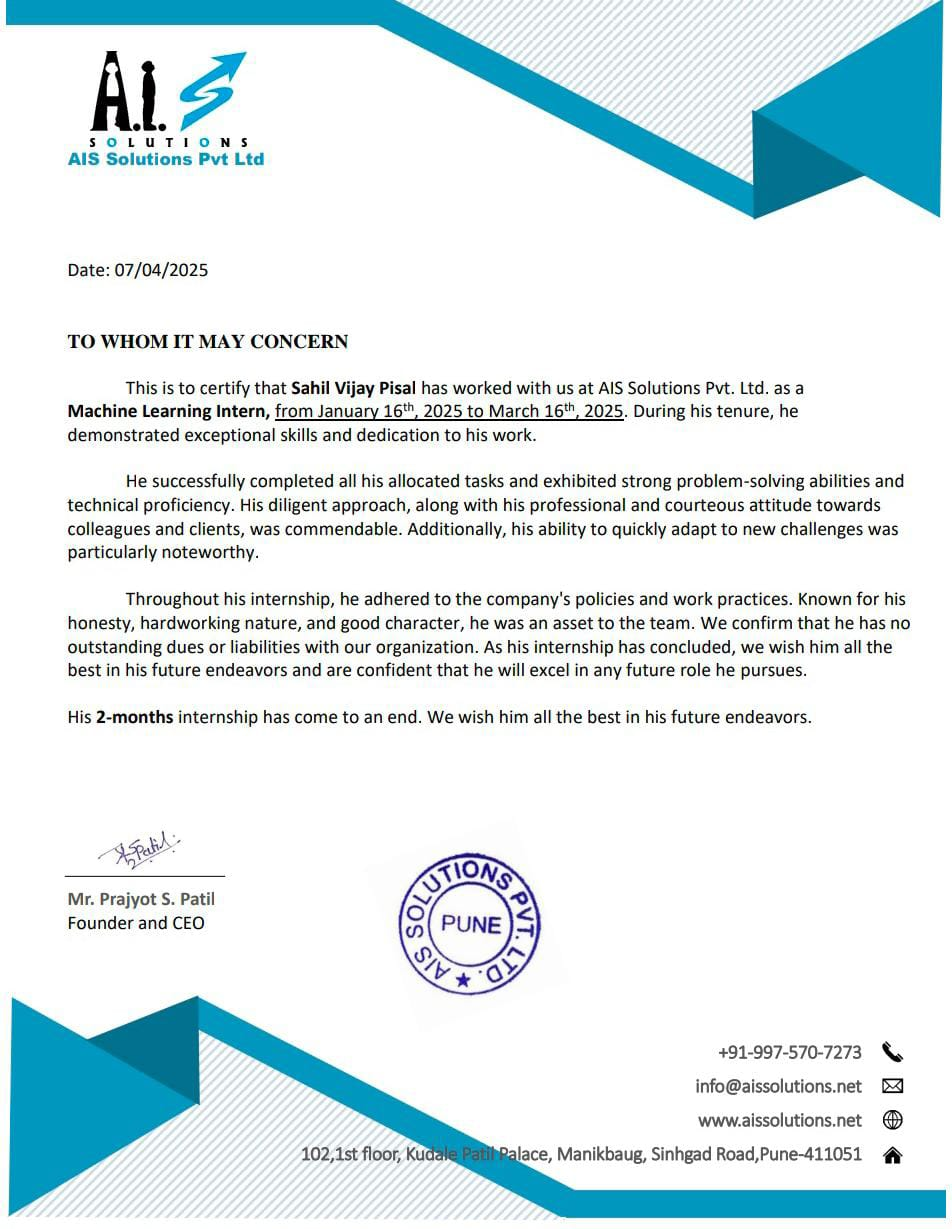 A.I.S
SOLUTIONS
AIS Solutions Pvt Ltd
Date: 07/04/2025
TO WHOM IT MAY CONCERN
This is to certify that Sahil Vijay Pisal has worked with us at AIS Solutions Pvt. Ltd. as a
Machine Learning Intern, from January 16th, 2025 to March 16th, 2025. During his tenure, he
demonstrated exceptional skills and dedication to his work.
He successfully completed all his allocated tasks and exhibited strong problem-solving abilities and
technical proficiency. His diligent approach, along with his professional and courteous attitude towards
colleagues and clients, was commendable. Additionally, his ability to quickly adapt to new challenges was
particularly noteworthy.
Throughout his internship, he adhered to the company's policies and work practices. Known for his
honesty, hardworking nature, and good character, he was an asset to the team. We confirm that he has no
outstanding dues or liabilities with our organization. As his internship has concluded, we wish him all the
best in his future endeavors and are confident that he will excel in any future role he pursues.
His 2-months internship has come to an end. We wish him all the best in his future endeavors.
SPatil
Mr. Prajyot S. Patil
Founder and CEO
AIS SOLUTIONS PVT. LTD.
PUNE
+91-997-570-7273
info@aissolutions.net
www.aissolutions.net
102,1st floor, Kudale Patil Palace, Manikbaug, Sinhgad Road,Pune-411051